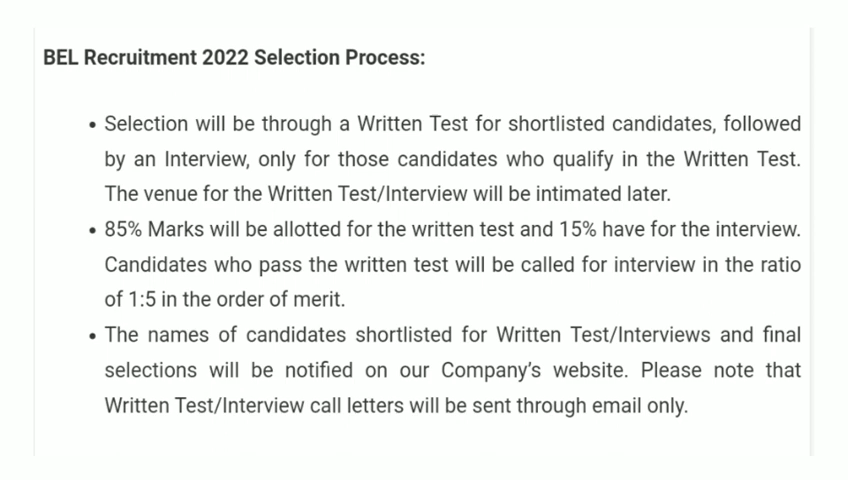 BEL Recruitment 2022 Selection Process:
• Selection will be through a Written Test for shortlisted candidates, followed
by an Interview, only for those candidates who qualify in the Written Test.
The venue for the Written Test/Interview will be intimated later.
• 85% Marks will be allotted for the written test and 15% have for the interview.
Candidates who pass the written test will be called for interview in the ratio
of 1:5 in the order of merit.
• The names of candidates shortlisted for Written Test/Interviews and final
selections will be notified on our Company’s website. Please note that
Written Test/Interview call letters will be sent through email only.